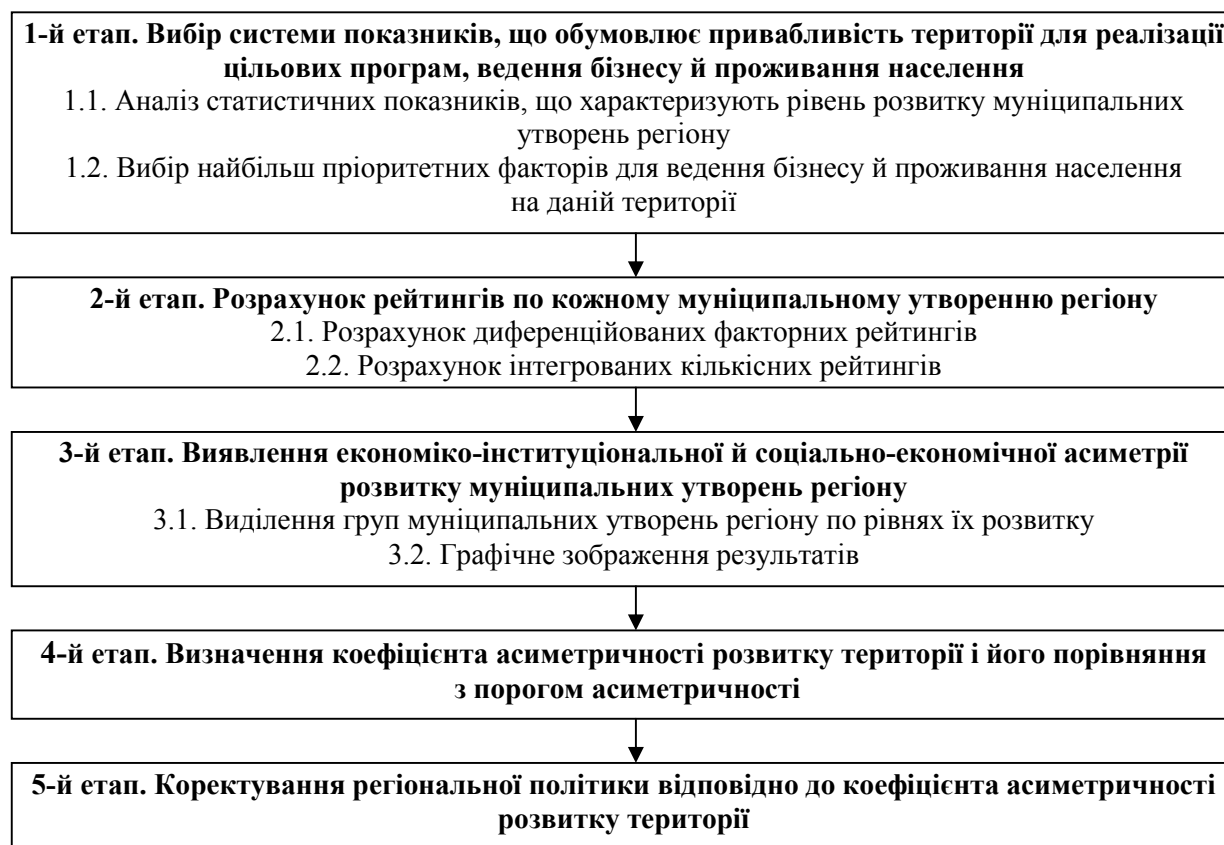 1-й етап. Вибір системи показників, що обумовлює привабливість території для реалізації
цільових програм, ведення бізнесу й проживання населення
1.1. Аналіз статистичних показників, що характеризують рівень розвитку муніципальних
утворень регіону
1.2. Вибір найбільш пріоритетних факторів для ведення бізнесу й проживання населення
на даній території
2-й етап. Розрахунок рейтингів по кожному муніципальному утворенню регіону
2.1. Розрахунок диференційованих факторних рейтингів
2.2. Розрахунок інтегрованих кількісних рейтингів
3-й етап. Виявлення економіко-інституціональної й соціально-економічної асиметрії
розвитку муніципальних утворень регіону
3.1. Виділення груп муніципальних утворень регіону по рівнях їх розвитку
3.2. Графічне зображення результатів
4-й етап. Визначення коефіцієнта асиметричності розвитку території і його порівняння
з порогом асиметричності
5-й етап. Коректування регіональної політики відповідно до коефіцієнта асиметричності
розвитку території